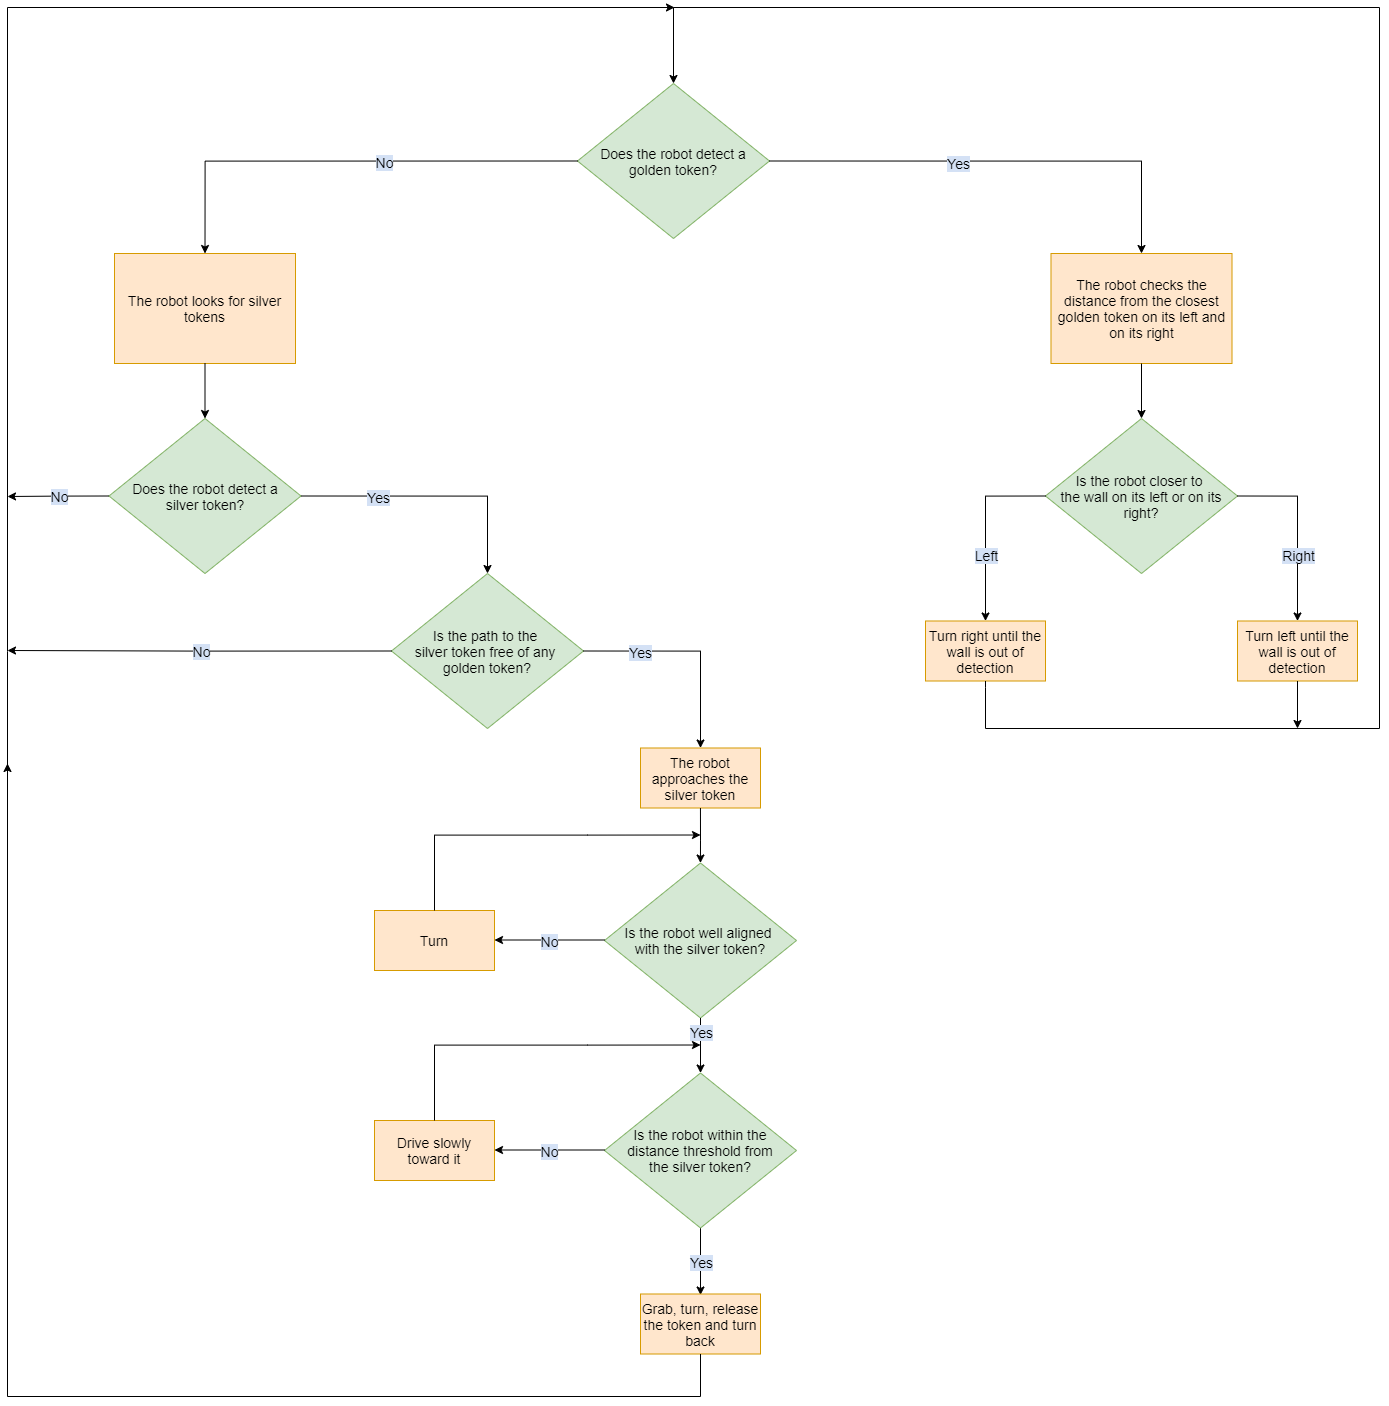 Does the robot detect a
golden token?
No
Yes
The robot looks for silver
tokens
The robot checks the
distance from the closest
golden token on its left and
on its right
Does the robot detect a
silver token?
No
Yes
Is the robot closer to
the wall on its left or on its
right?
Left
Right
Is the path to the
silver token free of any
golden token?
No
Yes
Turn right until the
wall is out of
detection
Turn left until the
wall is out of
detection
The robot
approaches the
silver token
Is the robot well aligned
with the silver token?
No
Turn
Yes
Is the robot within the
distance threshold from
the silver token?
No
Drive slowly
toward it
Yes
Grab, turn, release
the token and turn
back